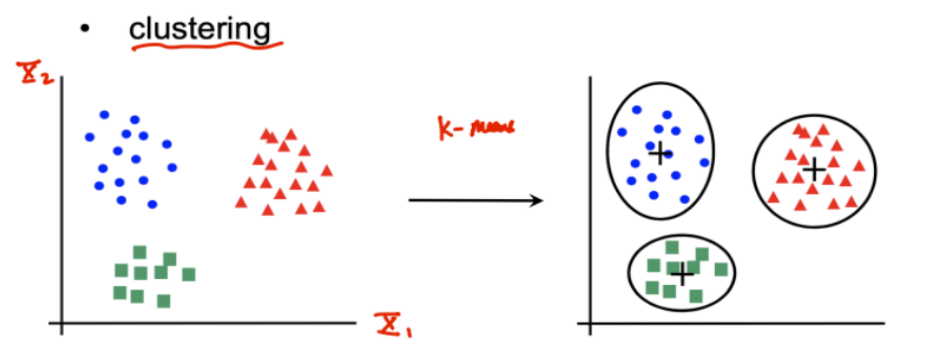 • clustering
X₂
k-means
X₁